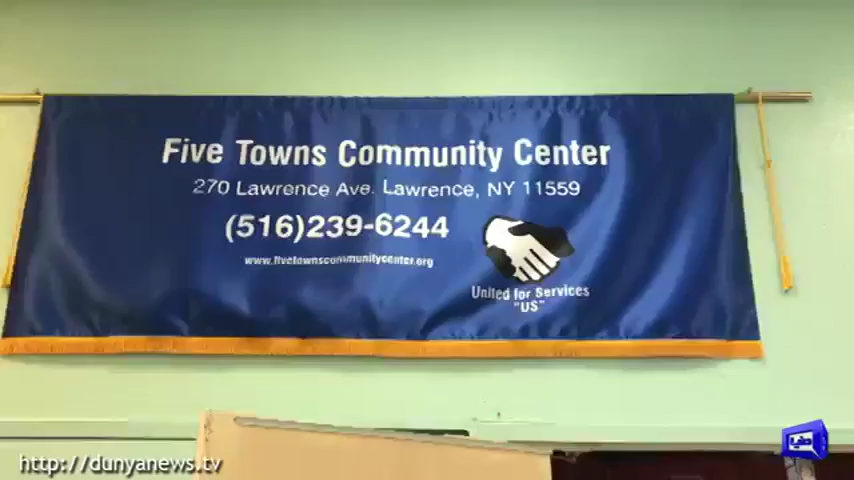 Five Towns Community Center
270 Lawrence Ave. Lawrence, NY 11559
(516)239-6244
www.fivetownscommunitycenter.org
United for Services
"US"
http://dunyanews.tv
دنیا